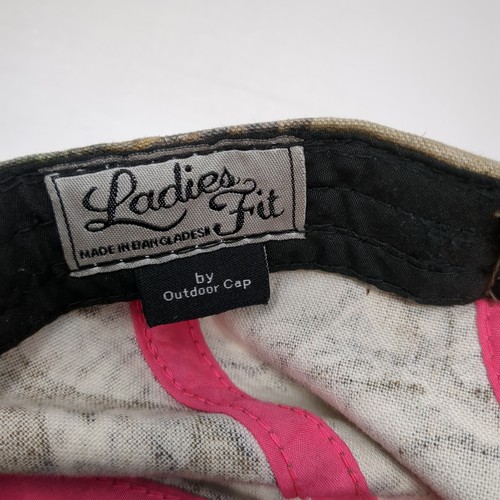 Ladies
Fit
MADE IN BANGLADESH
by
Outdoor Cap